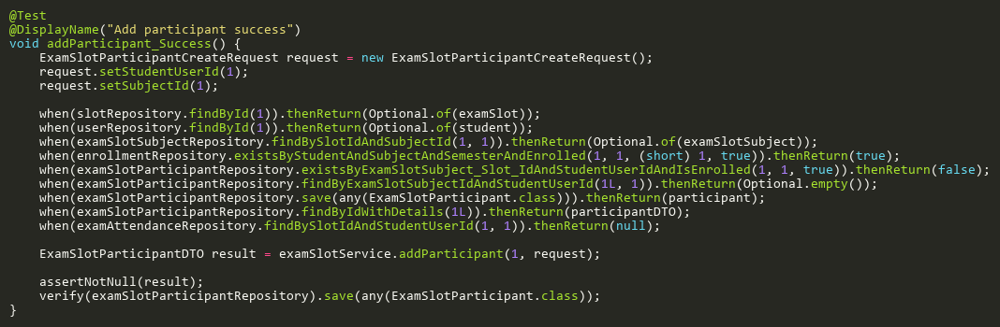 @Test
@DisplayName("Add participant success")
void addParticipant_Success() {
    ExamSlotParticipantCreateRequest request = new ExamSlotParticipantCreateRequest();
    request.setStudentUserId(1);
    request.setSubjectId(1);

    when(slotRepository.findById(1)).thenReturn(Optional.of(examSlot));
    when(userRepository.findById(1)).thenReturn(Optional.of(student));
    when(examSlotSubjectRepository.findBySlotIdAndSubjectId(1, 1)).thenReturn(Optional.of(examSlotSubject));
    when(enrollmentRepository.existsByStudentAndSubjectAndSemesterAndEnrolled(1, 1, (short) 1, true)).thenReturn(true);
    when(examSlotParticipantRepository.existsByExamSlotSubject_Slot_IdAndStudentUserIdAndIsEnrolled(1, 1, true)).thenReturn(false);
    when(examSlotParticipantRepository.findByExamSlotSubjectIdAndStudentUserId(1L, 1)).thenReturn(Optional.empty());
    when(examSlotParticipantRepository.save(any(ExamSlotParticipant.class))).thenReturn(participant);
    when(examSlotParticipantRepository.findByIdWithDetails(1L)).thenReturn(participantDTO);
    when(examAttendanceRepository.findBySlotIdAndStudentUserId(1, 1)).thenReturn(null);

    ExamSlotParticipantDTO result = examSlotService.addParticipant(1, request);

    assertNotNull(result);
    verify(examSlotParticipantRepository).save(any(ExamSlotParticipant.class));
}